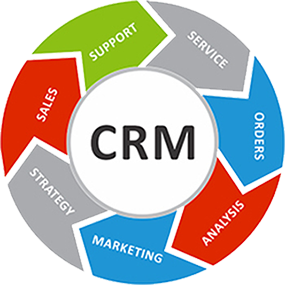 CRM
SUPPORT
SERVICE
ORDERS
ANALYSIS
MARKETING
STRATEGY
SALES